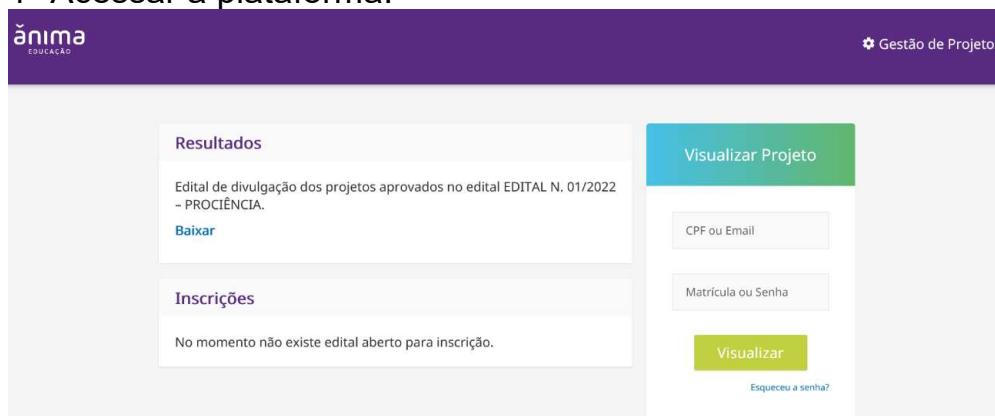 ănıma
EDUCAÇÃO
Gestão de Projeto
Resultados
Edital de divulgação dos projetos aprovados no edital EDITAL N. 01/2022
– PROCIÊNCIA.
Baixar
Inscrições
No momento não existe edital aberto para inscrição.
Visualizar Projeto
CPF ou Email
Matrícula ou Senha
Visualizar
Esqueceu a senha?